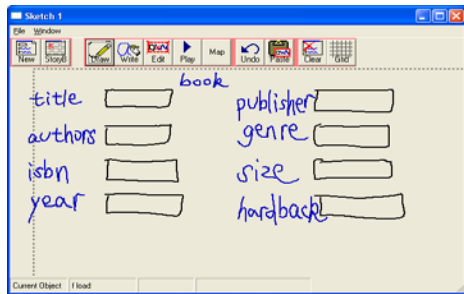 Sketch 1
File Window
New StoryB Draw Write Edit Play Map Undo Paste Clear Grid
book
title publisher
authors genre
isbn size
year hardback
Current Object load